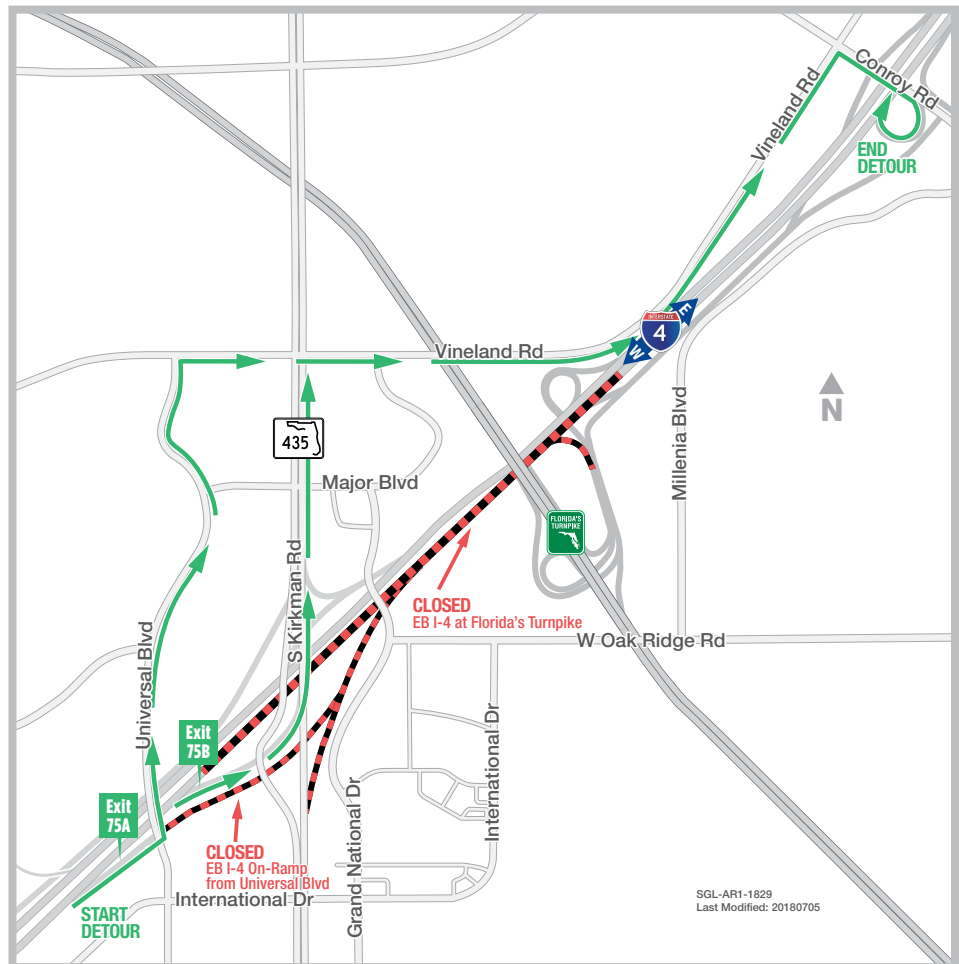 Conroy Rd
Vineland Rd
END
DETOUR
INTERSTATE
4
E
W
Vineland Rd
N
435
Major Blvd
Millenia Blvd
FLORIDA'S
TURNPIKE
S Kirkman Rd
CLOSED
EB I-4 at Florida's Turnpike
W Oak Ridge Rd
Universal Blvd
Exit
75B
International Dr
Exit
75A
Grand National Dr
CLOSED
EB I-4 On-Ramp
from Universal Blvd
International Dr
START
DETOUR
SGL-AR1-1829
Last Modified: 20180705